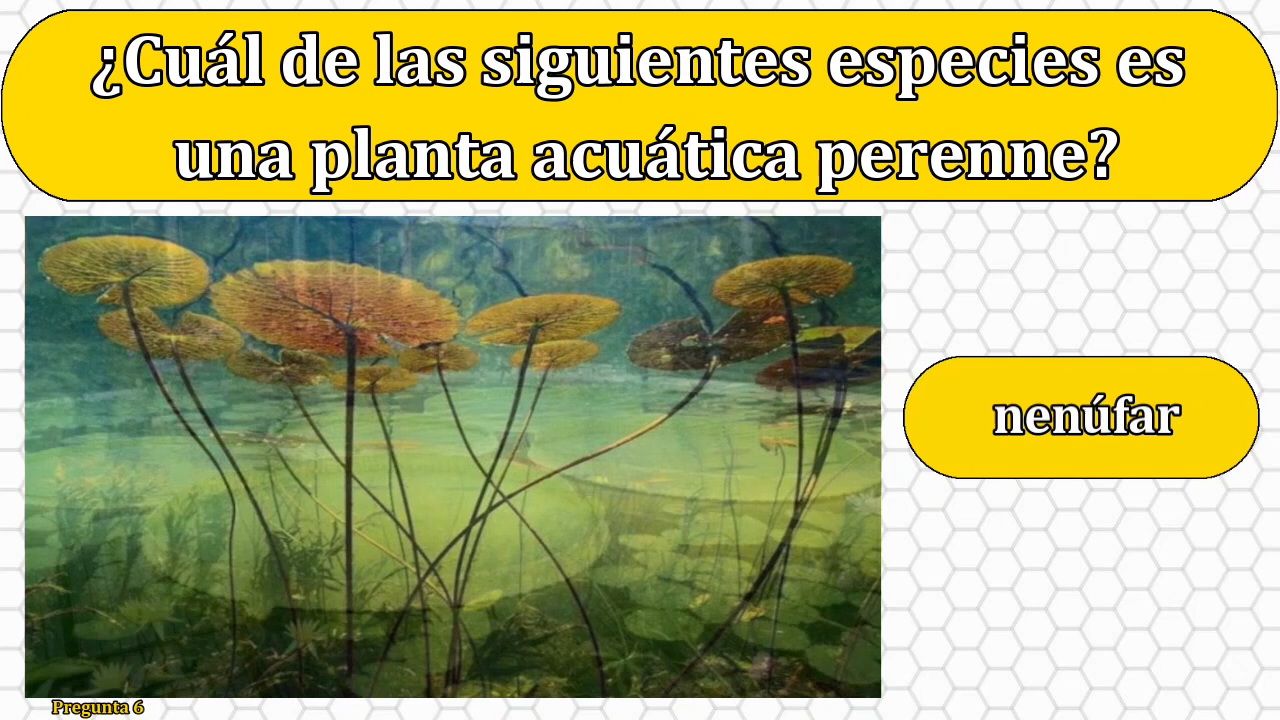 ¿Cuál de las siguientes especies es
una planta acuática perenne?
nenúfar
Pregunta 6